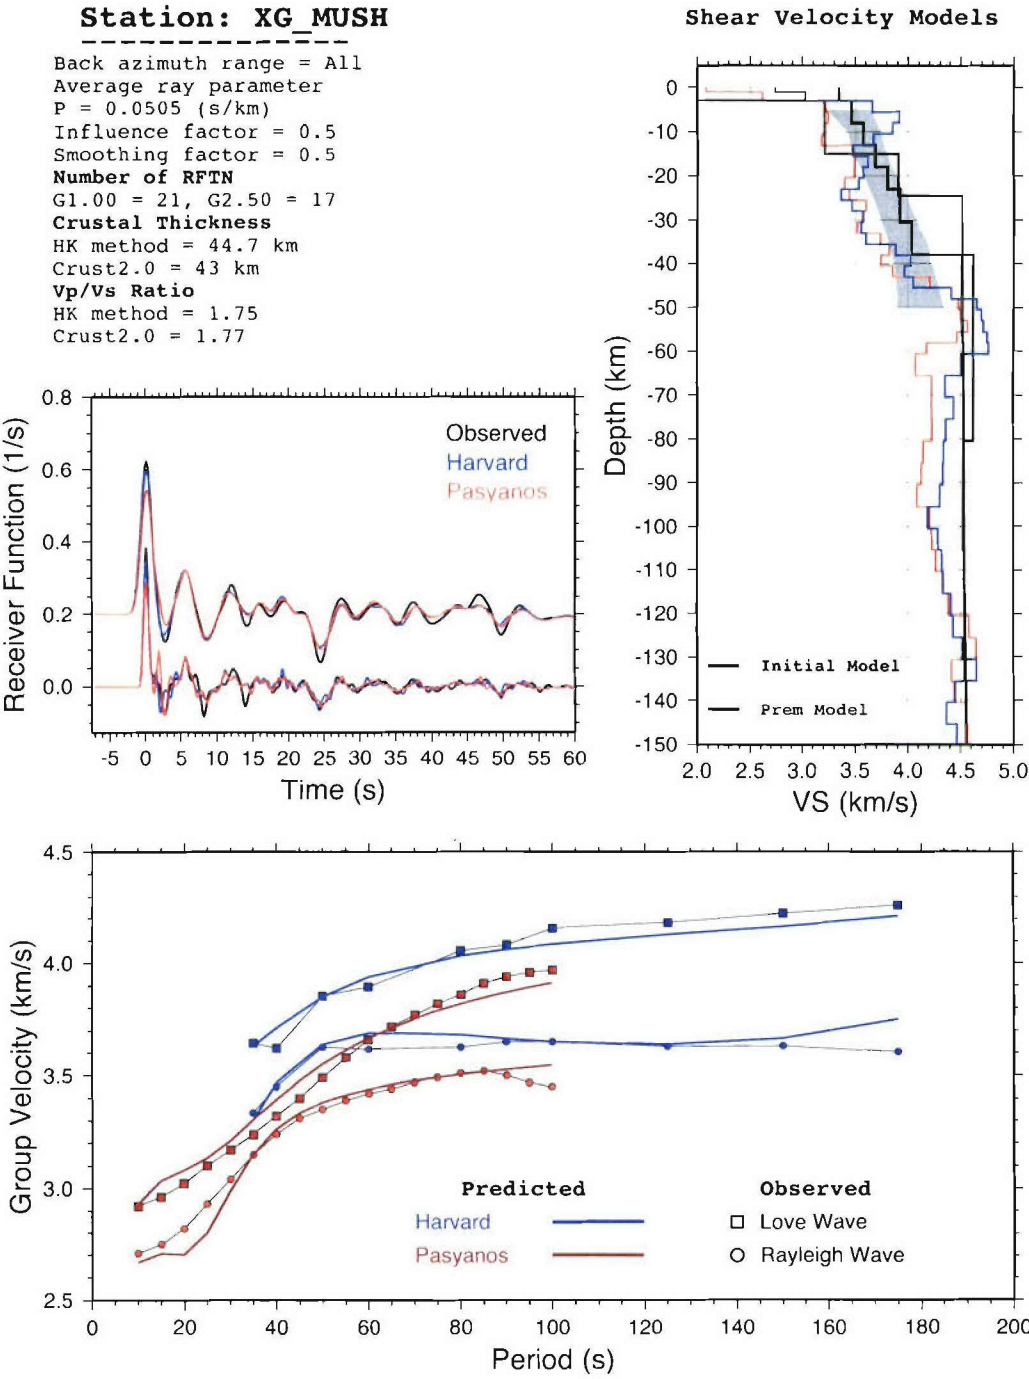 Station: XG_MUSH
Back azimuth range = All
Average ray parameter
P = 0.0505 (s/km)
Influence factor = 0.5
Smoothing factor = 0.5
Number of RFTN
G1.00 = 21, G2.50 = 17
Crustal Thickness
HK method = 44.7 km
Crust2.0 = 43 km
Vp/Vs Ratio
HK method = 1.75
Crust2.0 = 1.77
Shear Velocity Models
0
-10
-20
-30
-40
-50
-60
-70
-80
-90
-100
-110
-120
-130
-140
-150
Depth (km)
Initial Model
Prem Model
2.0 2.5 3.0 3.5 4.0 4.5 5.0
VS (km/s)
0.8
0.6
0.4
0.2
0.0
Receiver Function (1/s)
Observed
Harvard
Pasyanos
-5 0 5 10 15 20 25 30 35 40 45 50 55 60
Time (s)
4.5
4.0
3.5
3.0
2.5
Group Velocity (km/s)
Predicted Observed
Harvard Love Wave
Pasyanos Rayleigh Wave
0 20 40 60 80 100 120 140 160 180 200
Period (s)